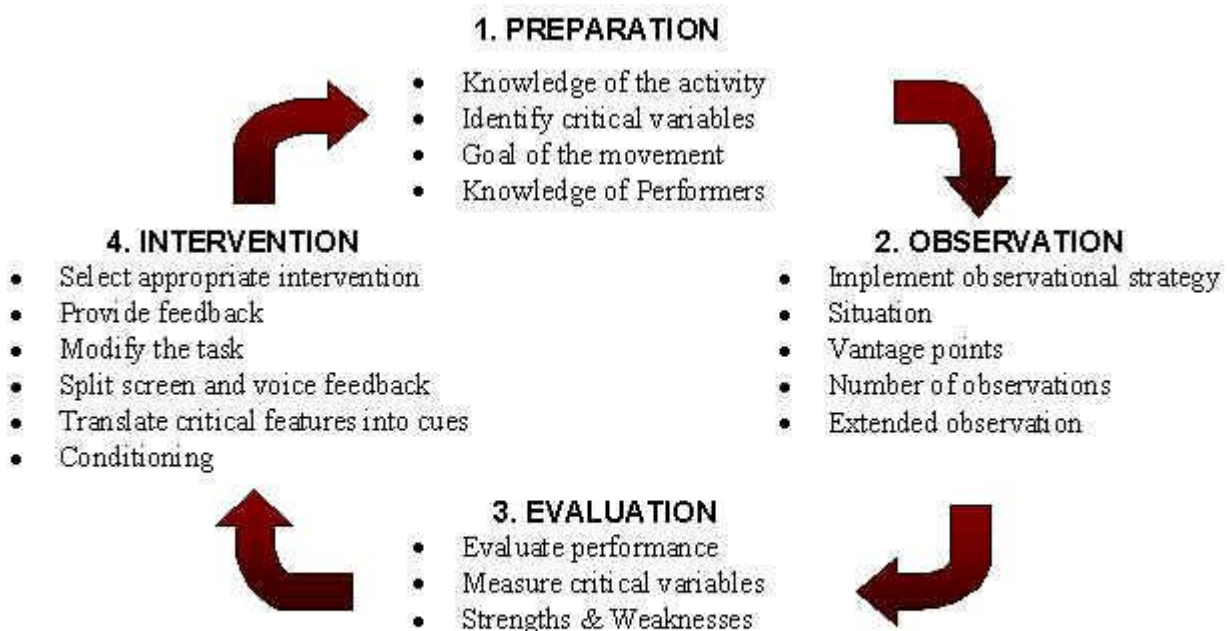 1. PREPARATION
• Knowledge of the activity
• Identify critical variables
• Goal of the movement
• Knowledge of Performers
2. OBSERVATION
• Implement observational strategy
• Situation
• Vantage points
• Number of observations
• Extended observation
3. EVALUATION
• Evaluate performance
• Measure critical variables
• Strengths & Weaknesses
4. INTERVENTION
• Select appropriate intervention
• Provide feedback
• Modify the task
• Split screen and voice feedback
• Translate critical features into cues
• Conditioning